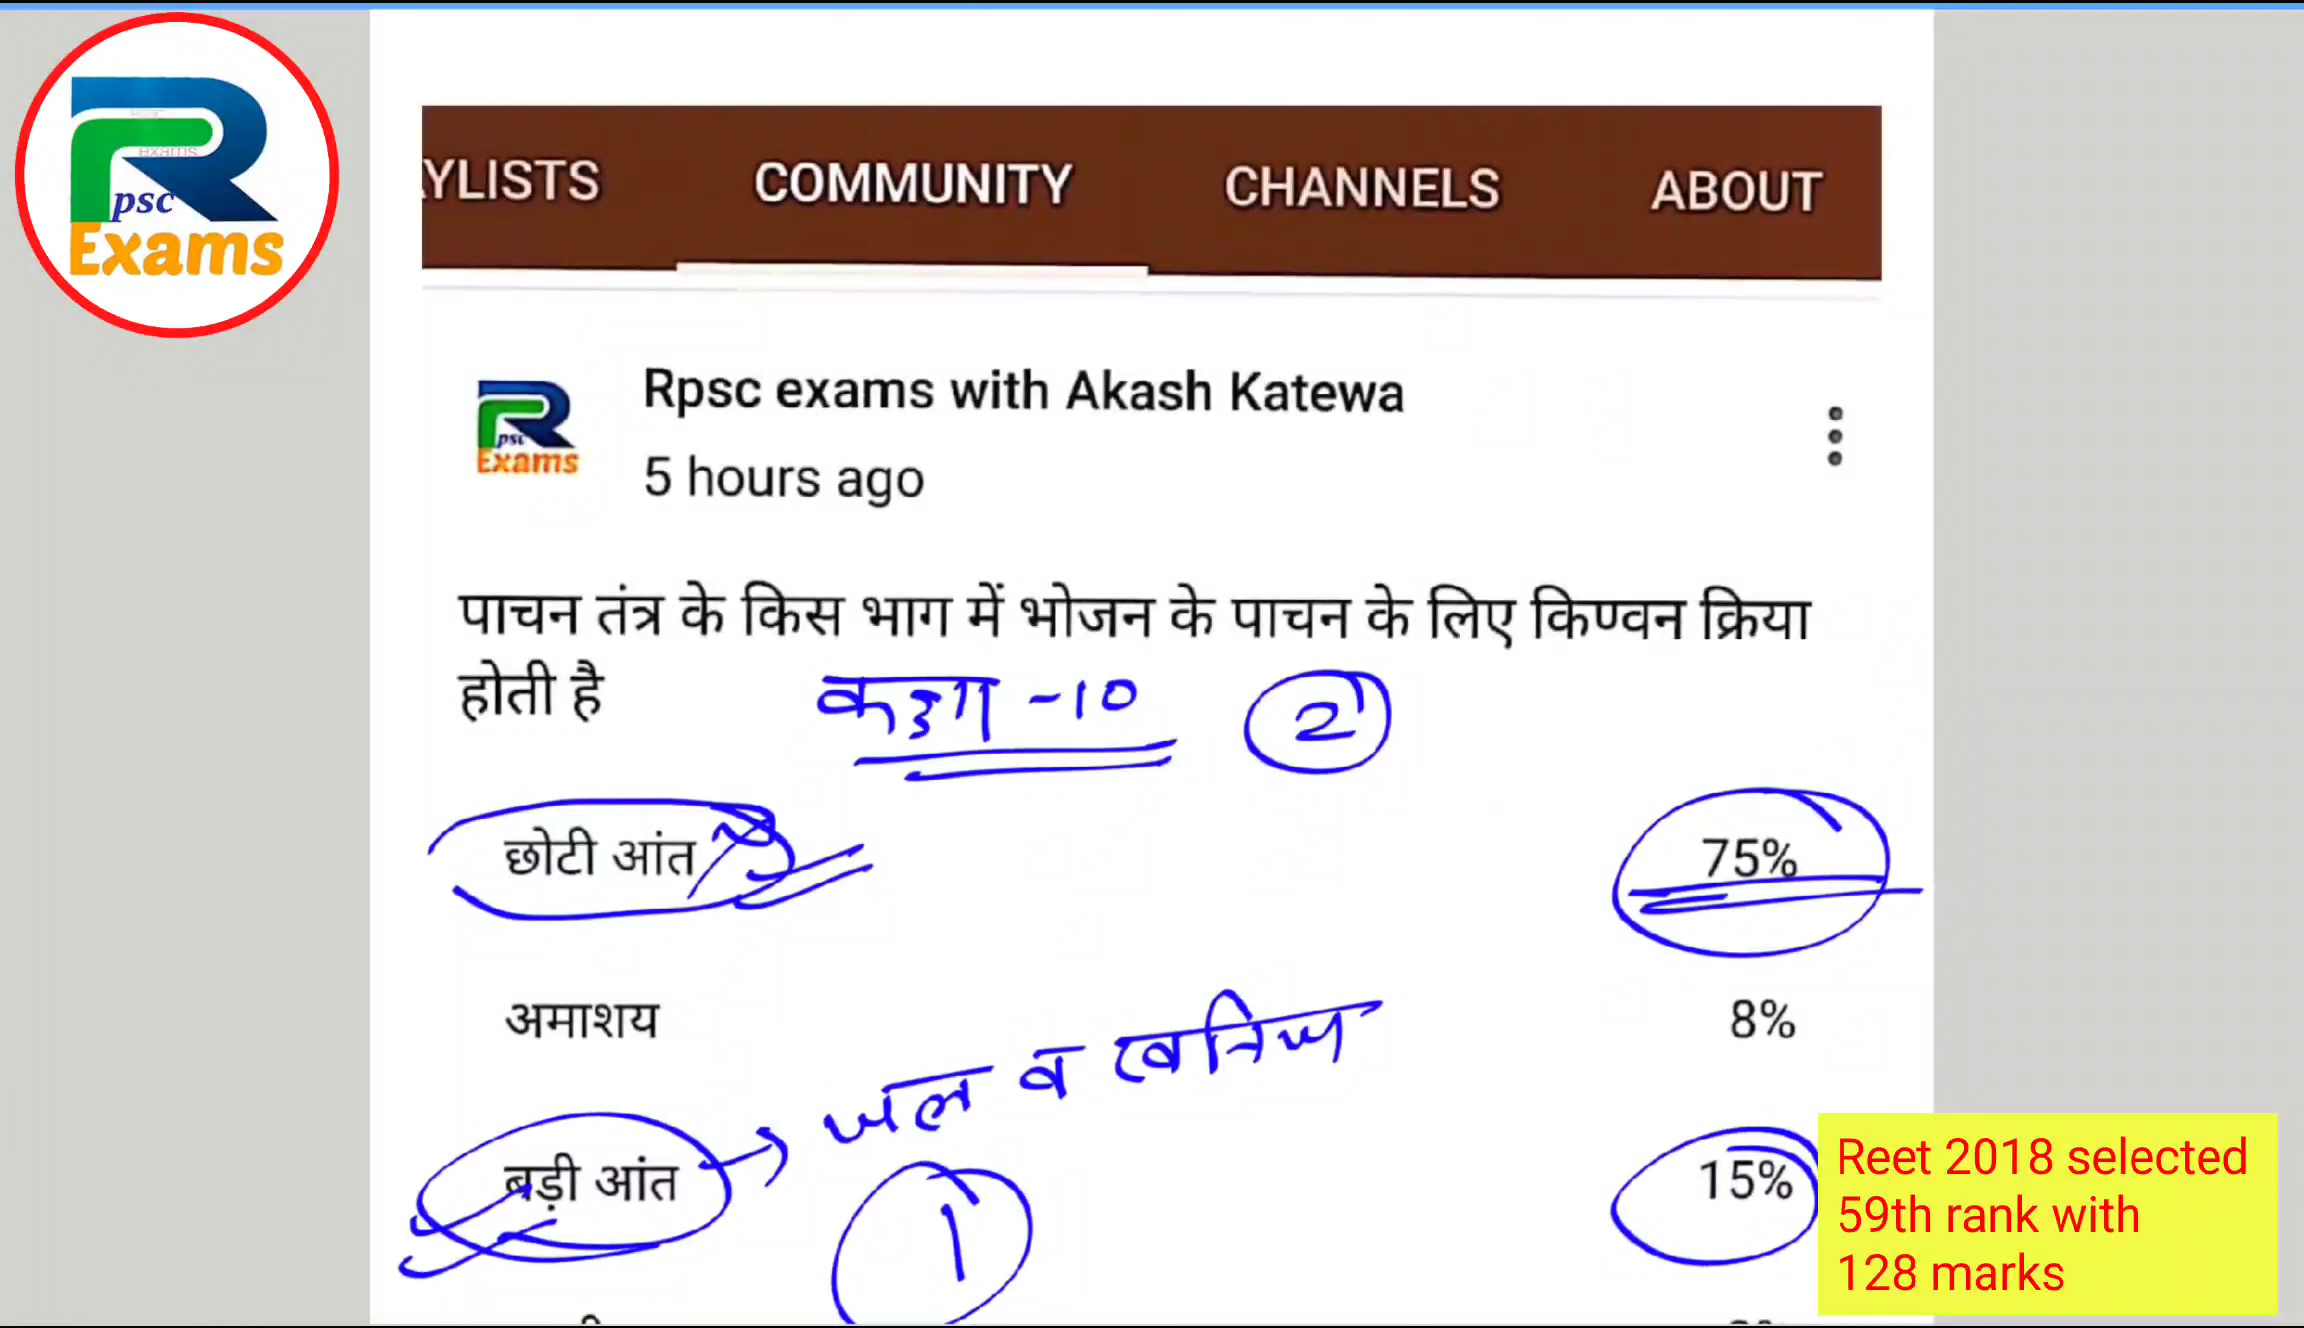 R
psc
Exams
YLISTS COMMUNITY CHANNELS ABOUT
psc
Exams
Rpsc exams with Akash Katewa
5 hours ago
पाचन तंत्र के किस भाग में भोजन के पाचन के लिए किण्वन क्रिया
होती है
कक्षा - 10 2
छोटी आंत 75%
अमाशय 8%
जल व खनिज
बड़ी आंत 15%
1
Reet 2018 selected
59th rank with
128 marks